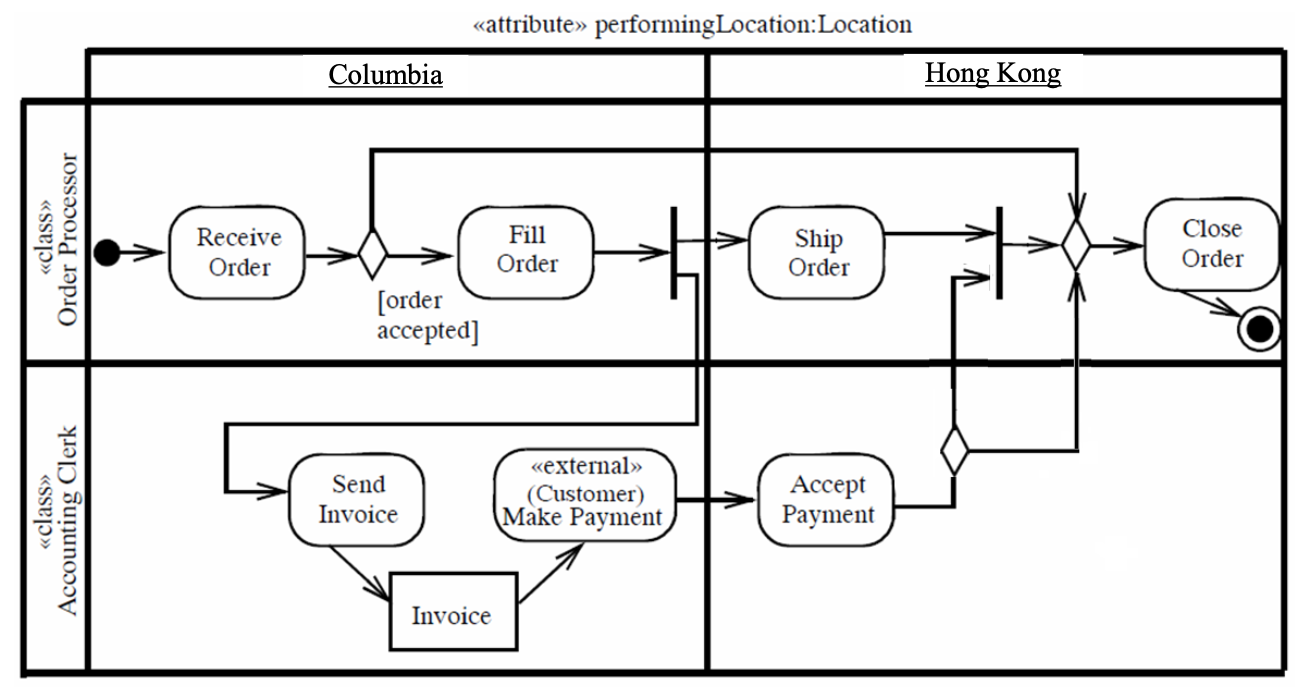 «attribute» performingLocation:Location
Columbia
Hong Kong
«class»
Order Processor
Receive
Order
[order
accepted]
Fill
Order
Ship
Order
Close
Order
«class»
Accounting Clerk
Send
Invoice
Invoice
«external»
(Customer)
Make Payment
Accept
Payment